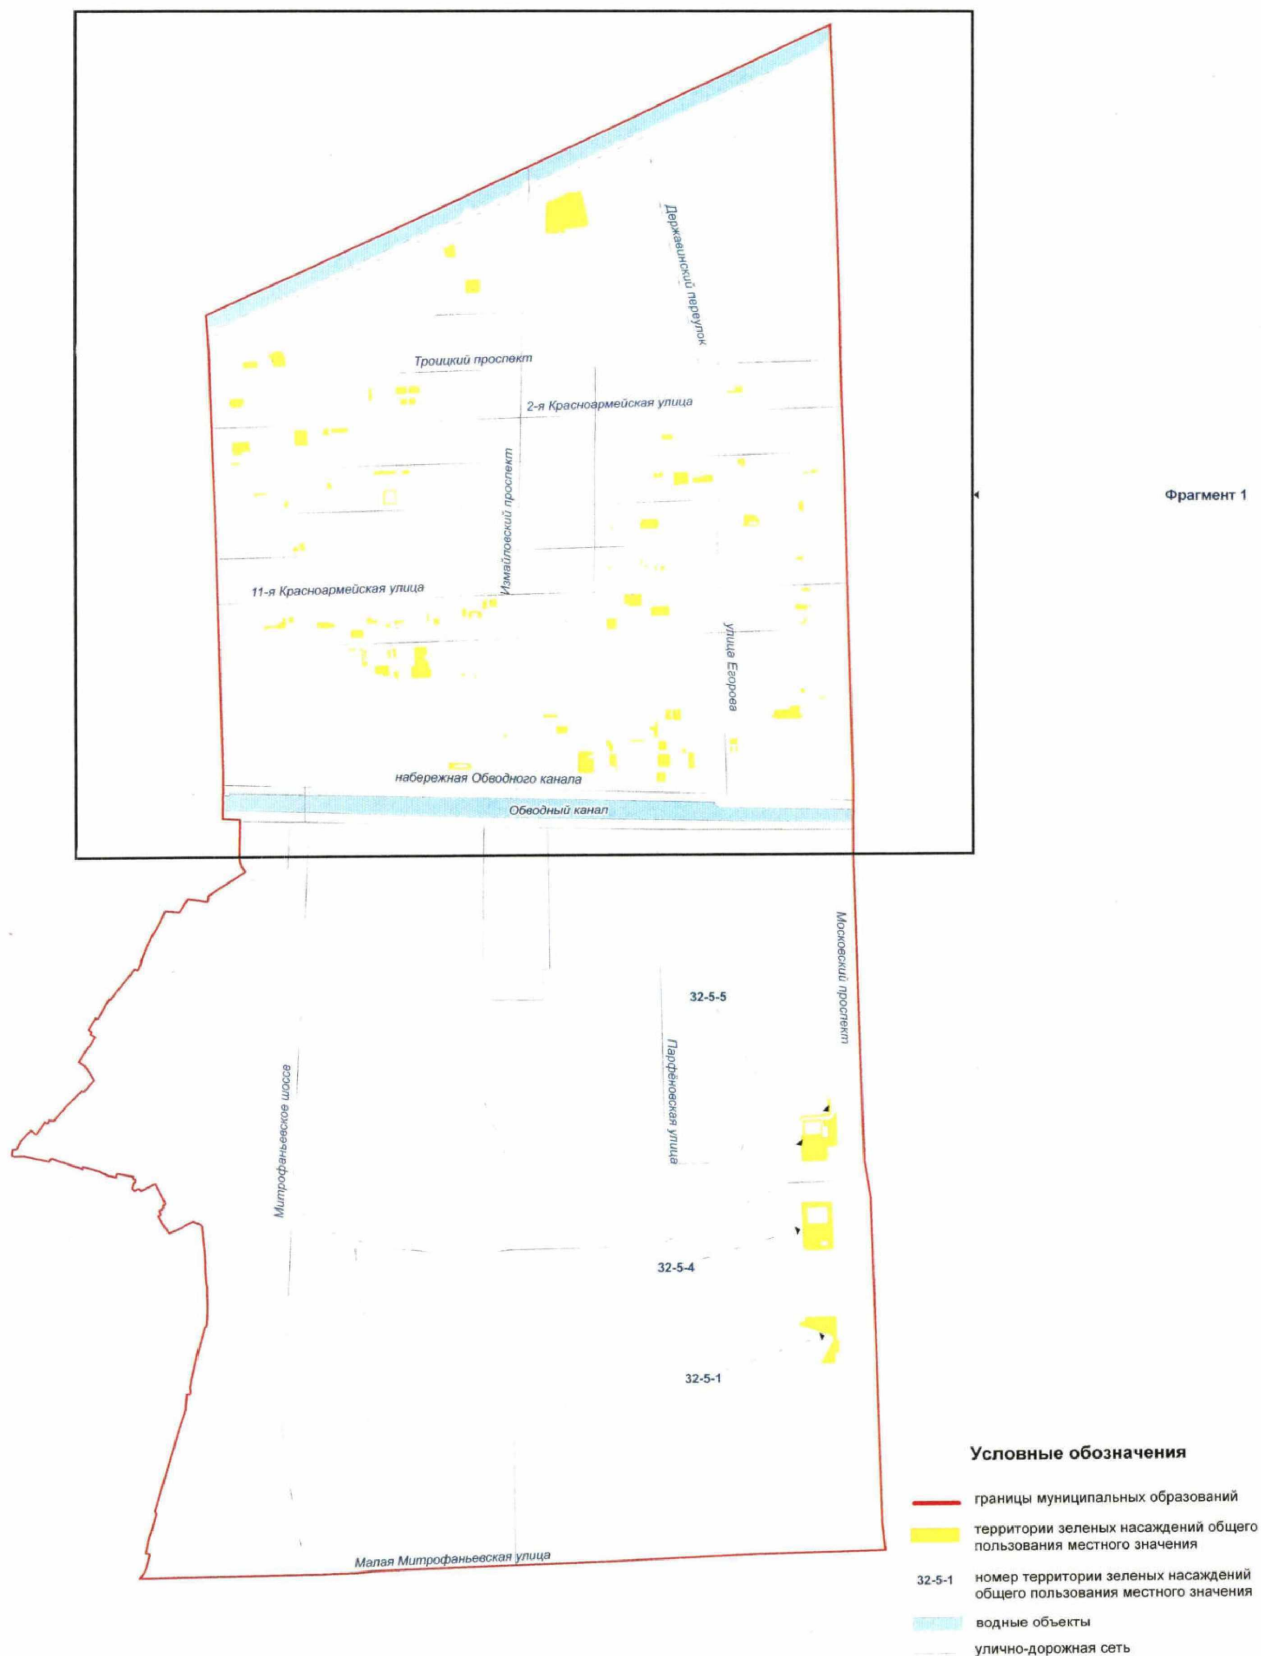 Державинский переулок
Троицкий проспект
2-я Красноармейская улица
Измайловский проспект
Фрагмент 1
11-я Красноармейская улица
улица Егорова
набережная Обводного канала
Обводный канал
Московский проспект
32-5-5
Парфёновская улица
Митрофаньевское шоссе
32-5-4
32-5-1
Малая Митрофаньевская улица
Условные обозначения
границы муниципальных образований
территории зеленых насаждений общего
пользования местного значения
32-5-1
номер территории зеленых насаждений
общего пользования местного значения
водные объекты
улично-дорожная сеть